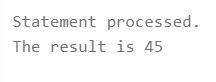 Statement processed.
The result is 45